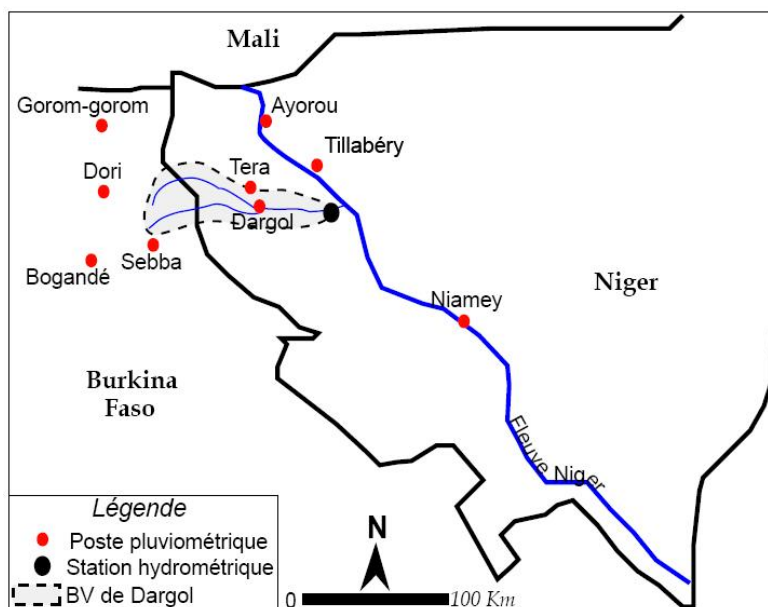 Mali
Gorom-gorom
Ayorou
Tillabéry
Dori
Tera
Dargol
Sebba
Bogandé
Niger
Niamey
Burkina
Faso
Fleuve Niger
Légende
Poste pluviométrique
Station hydrométrique
BV de Dargol
N
0
100 Km